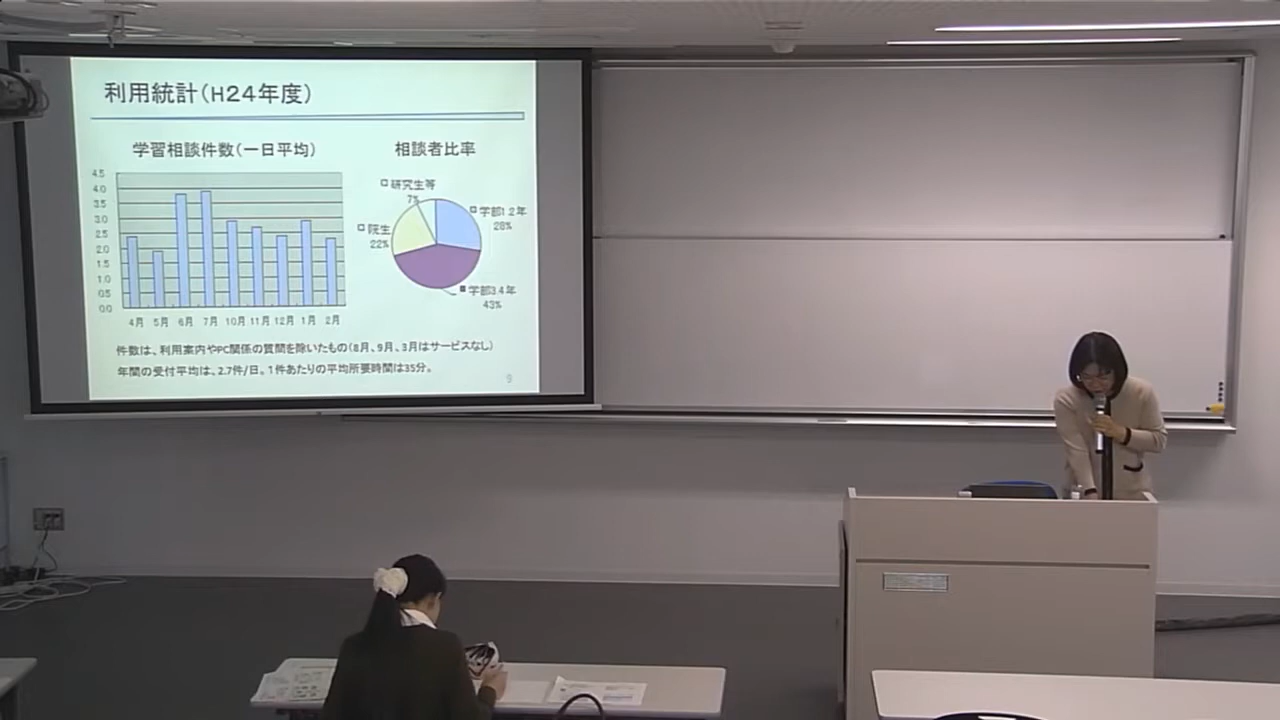 利用統計(H24年度)
学習相談件数(一日平均)
4.5
4.0
3.5
3.0
2.5
2.0
1.5
1.0
0.5
0.0
4月 5月 6月 7月 10月 11月 12月 1月 2月
相談者比率
研究生等
7%
学部1.2年
28%
院生
22%
学部3.4年
43%
件数は、利用案内やPC関係の質問を除いたもの(8月、9月、3月はサービスなし)
年間の受付平均は、2.7件/日。1件あたりの平均所要時間は35分。
9